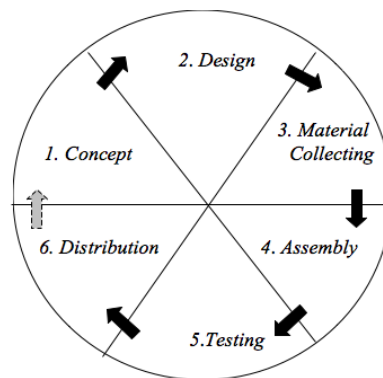 1. Concept
2. Design
3. Material
Collecting
4. Assembly
5.Testing
6. Distribution